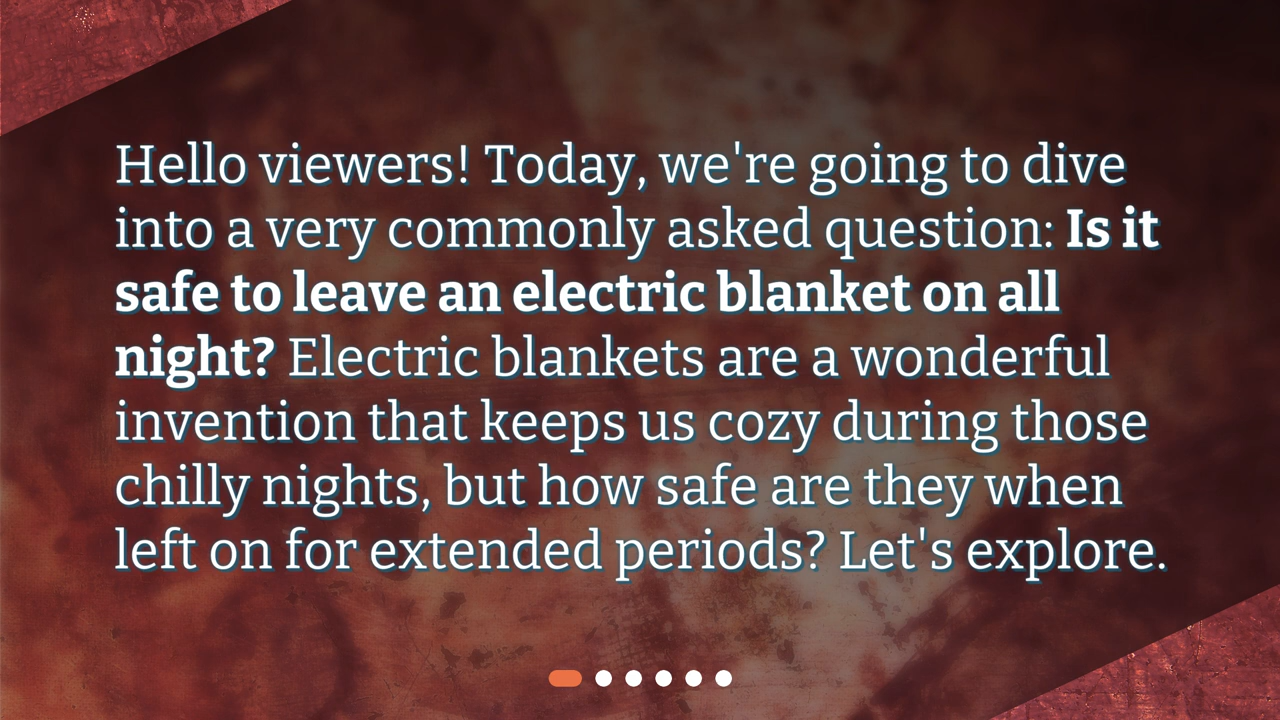 Hello viewers! Today, we're going to dive
into a very commonly asked question: Is it
safe to leave an electric blanket on all
night? Electric blankets are a wonderful
invention that keeps us cozy during those
chilly nights, but how safe are they when
left on for extended periods? Let's explore.